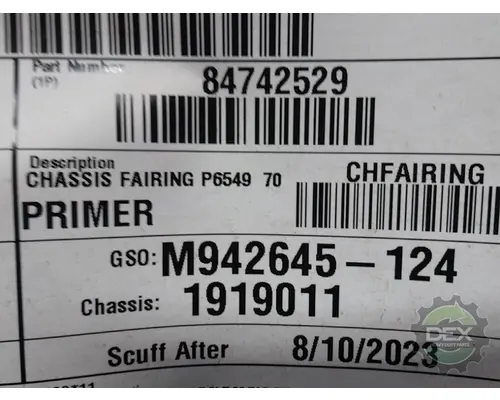 Part Number
(1P)
84742529
Description
CHASSIS FAIRING P6549 70
CHFAIRING
PRIMER
GSO: M942645-124
Chassis: 1919011
Scuff After 8/10/2023
DEX